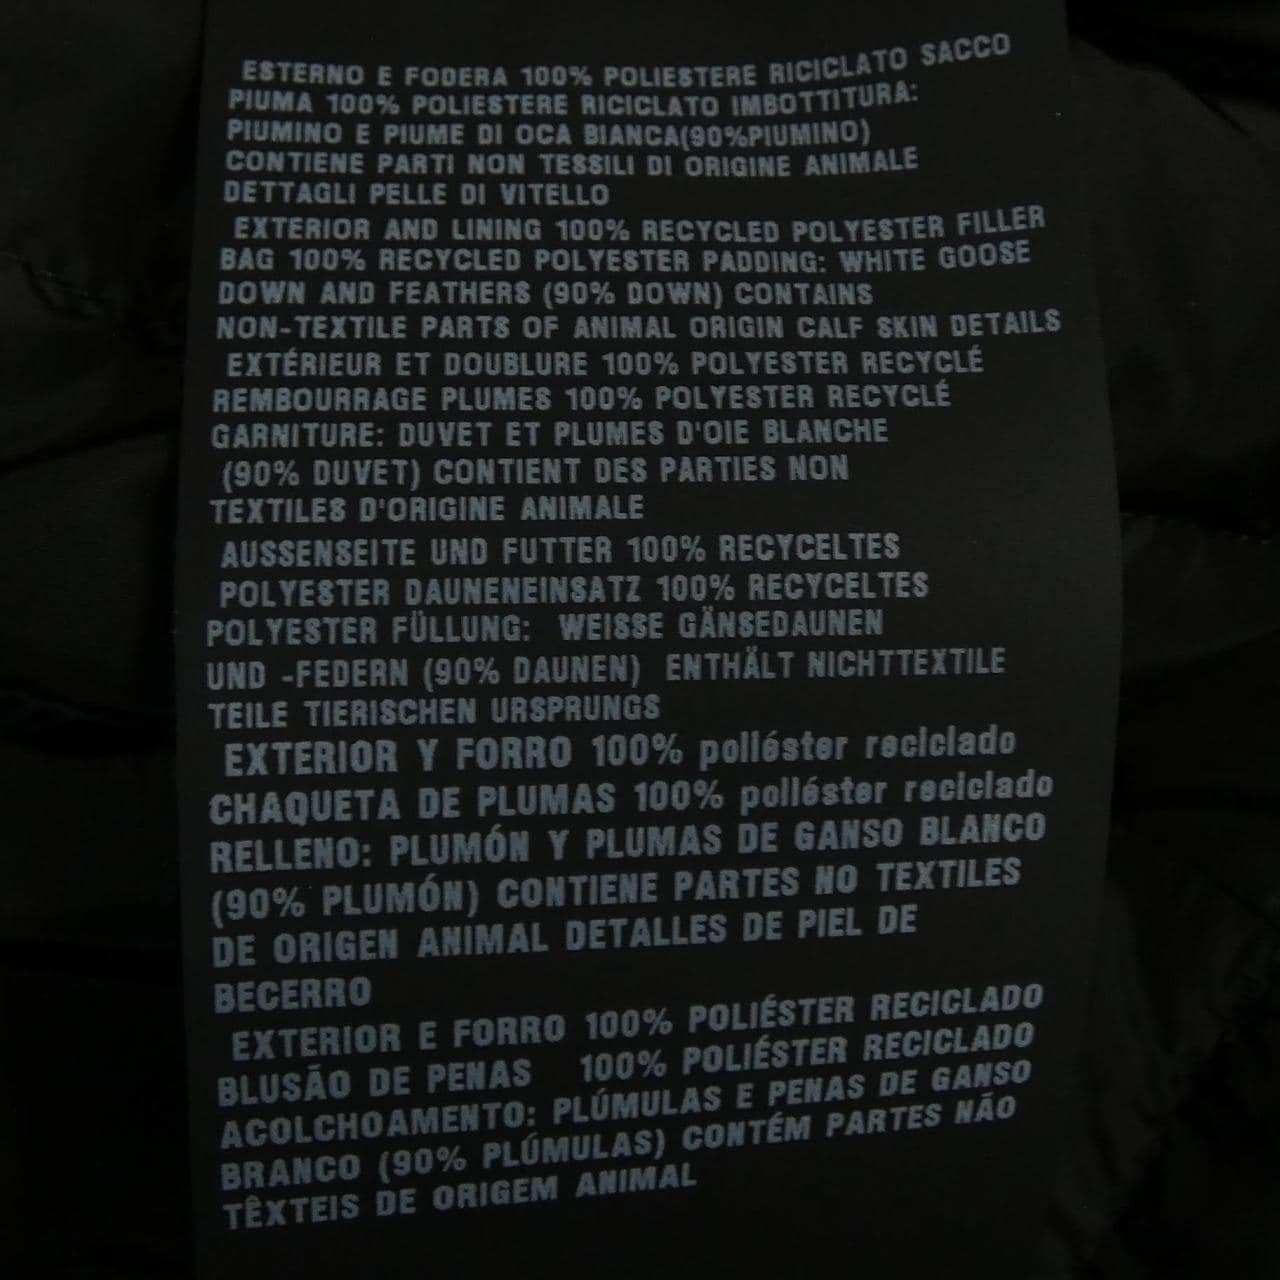 ESTERNO E FODERA 100% POLIESTERE RICICLATO SACCO
PIUMA 100% POLIESTERE RICICLATO IMBOTTITURA:
PIUMINO E PIUME DI OCA BIANCA(90%PIUMINO)
CONTIENE PARTI NON TESSILI DI ORIGINE ANIMALE
DETTAGLI PELLE DI VITELLO
EXTERIOR AND LINING 100% RECYCLED POLYESTER FILLER
BAG 100% RECYCLED POLYESTER PADDING: WHITE GOOSE
DOWN AND FEATHERS (90% DOWN) CONTAINS
NON-TEXTILE PARTS OF ANIMAL ORIGIN CALF SKIN DETAILS
EXTÉRIEUR ET DOUBLURE 100% POLYESTER RECYCLÉ
REMBOURRAGE PLUMES 100% POLYESTER RECYCLÉ
GARNITURE: DUVET ET PLUMES D'OIE BLANCHE
(90% DUVET) CONTIENT DES PARTIES NON
TEXTILES D'ORIGINE ANIMALE
AUSSENSEITE UND FUTTER 100% RECYCELTES
POLYESTER DAUNENEINSATZ 100% RECYCELTES
POLYESTER FÜLLUNG: WEISSE GÄNSEDAUNEN
UND -FEDERN (90% DAUNEN) ENTHÄLT NICHTTEXTILE
TEILE TIERISCHEN URSPRUNGS
EXTERIOR Y FORRO 100% poliéster reciclado
CHAQUETA DE PLUMAS 100% poliéster reciclado
RELLENO: PLUMÓN Y PLUMAS DE GANSO BLANCO
(90% PLUMÓN) CONTIENE PARTES NO TEXTILES
DE ORIGEN ANIMAL DETALLES DE PIEL DE
BECERRO
EXTERIOR E FORRO 100% POLIÉSTER RECICLADO
BLUSÃO DE PENAS 100% POLIÉSTER RECICLADO
ACOLCHOAMENTO: PLÚMULAS E PENAS DE GANSO
BRANCO (90% PLÚMULAS) CONTÉM PARTES NÃO
TÊXTEIS DE ORIGEM ANIMAL